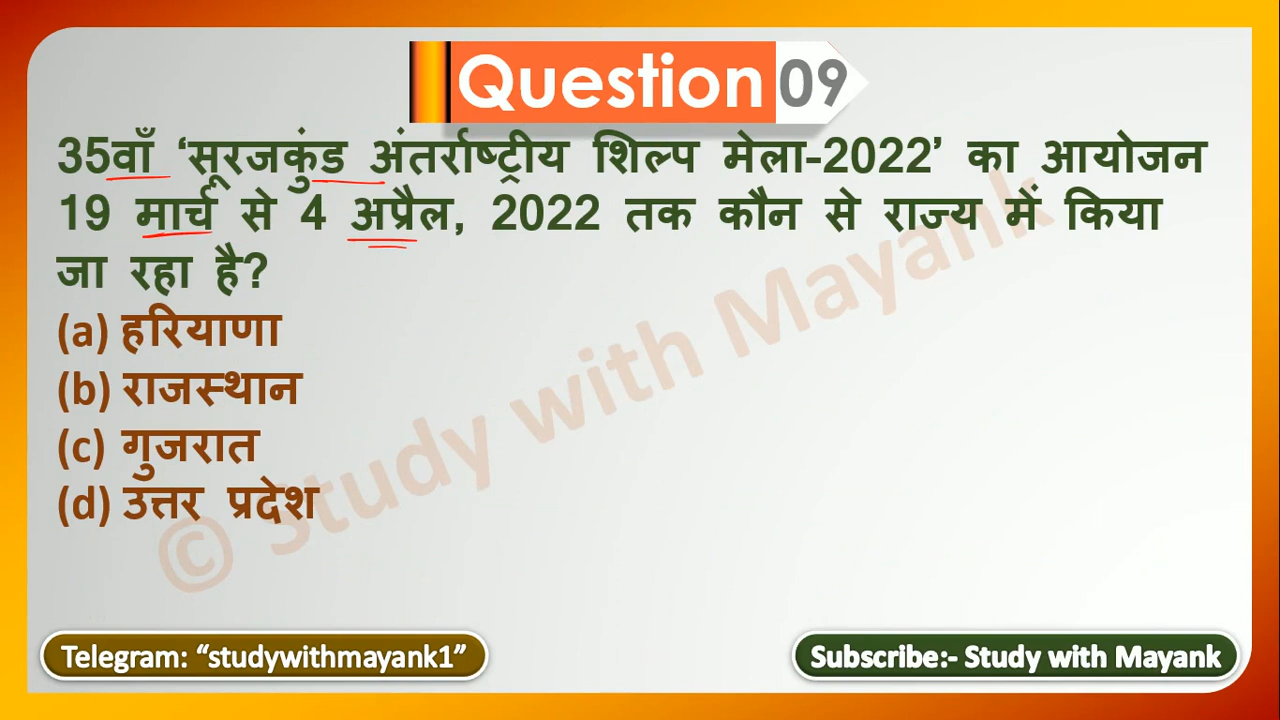 Question 09
35वाँ ‘सूरजकुंड अंतर्राष्ट्रीय शिल्प मेला-2022’ का आयोजन
19 मार्च से 4 अप्रैल, 2022 तक कौन से राज्य में किया
जा रहा है?
(a) हरियाणा
(b) राजस्थान
(c) गुजरात
(d) उत्तर प्रदेश
© Study with Mayank
Telegram: “studywithmayank1”
Subscribe:- Study with Mayank